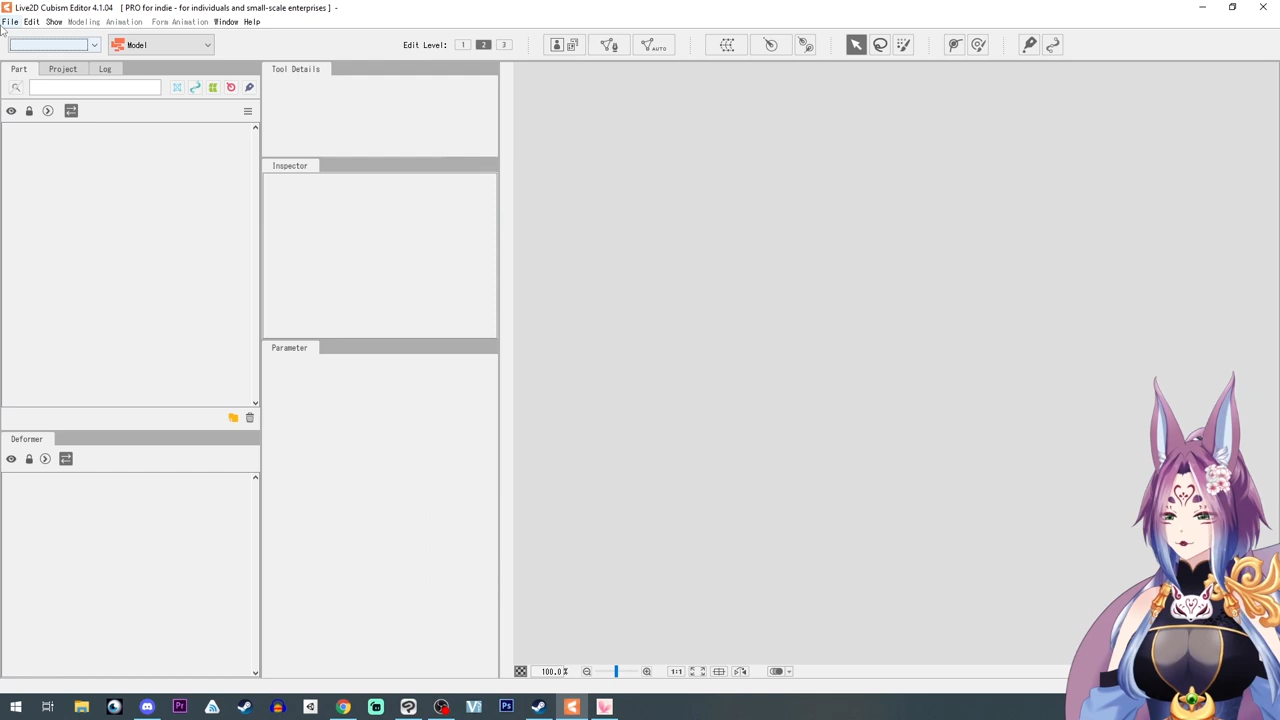 Live2D Cubism Editor 4.1.04 [ PRO for indie - for individuals and small-scale enterprises ] -
File Edit Show Modeling Animation Form Animation Window Help
Model
Edit Level: 1 2 3
AUTO
Part Project Log
Tool Details
Inspector
Parameter
Deformer
100.0%
1:1